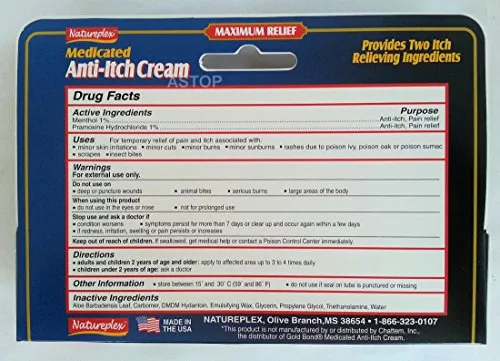 Natureplex
MAXIMUM RELIEF
Medicated
Anti-Itch Cream
Provides Two Itch
Relieving Ingredients
ASTOP
Drug Facts
Active Ingredients Purpose
Menthol 1%..........Anti-itch, Pain relief
Pramoxine Hydrochloride 1%..........Anti-itch, Pain relief
Uses For temporary relief of pain and itch associated with:
• minor skin irritations • minor cuts • minor burns • minor sunburns • rashes due to poison ivy, poison oak or poison sumac
• scrapes • insect bites
Warnings
For external use only.
Do not use on
• deep or puncture wounds • animal bites • serious burns • large areas of the body
When using this product
• do not use in the eyes or nose • not for prolonged use
Stop use and ask a doctor if
• condition worsens • symptoms persist for more than 7 days or clear up and occur again within a few days
• if redness, irritation, swelling or pain persists or increases
Keep out of reach of children. If swallowed, get medical help or contact a Poison Control Center immediately.
Directions
• adults and children 2 years of age and older: apply to affected area up to 3 to 4 times daily
• children under 2 years of age: ask a doctor.
Other Information • store between 15° and 30° C (59° and 86° F) • do not use if seal on tube is punctured or missing
Inactive Ingredients
Aloe Barbadensis Leaf, Carbomer, DMDM Hydantoin, Emulsifying Wax, Glycerin, Propylene Glycol, Triethanolamine, Water
Natureplex
MADE IN
THE USA
NATUREPLEX, Olive Branch,MS 38654 • 1-866-323-0107
*This product is not manufactured or distributed by Chattem, Inc.,
the distributor of Gold Bond® Medicated Anti-Itch Cream.